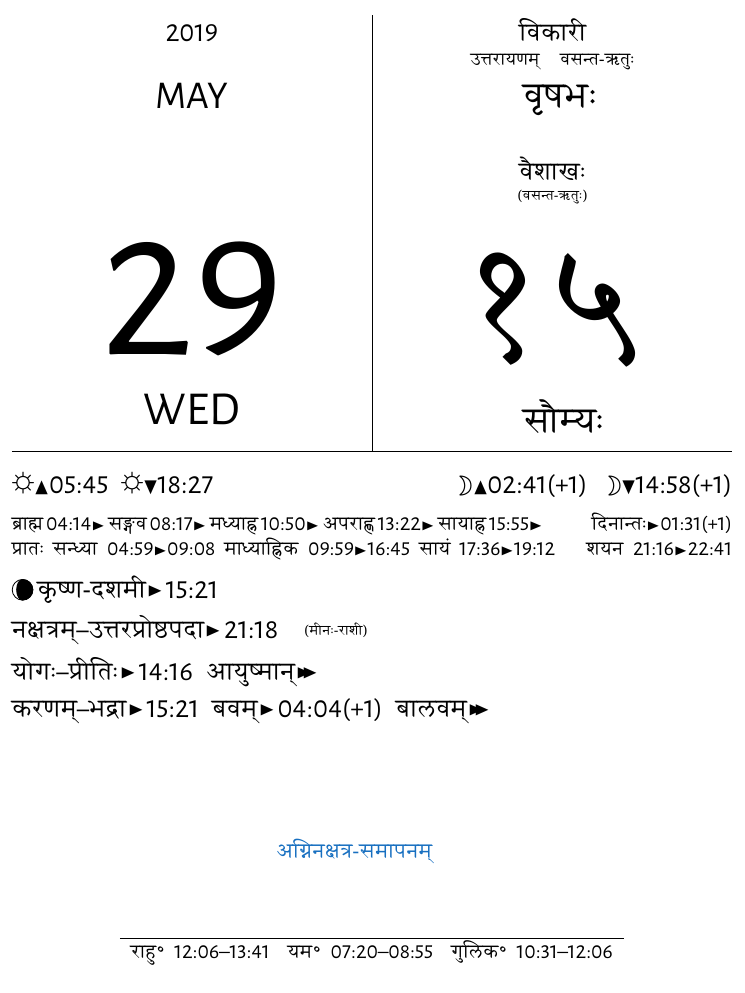 2019
MAY
29
WED
विकारी
उत्तरायणम् वसन्त-ऋतुः
वृषभः
वैशाखः
(वसन्त-ऋतुः)
१५
सौम्यः
☼▲05:45 ☼▼18:27 ☽▲02:41(+1) ☽▼14:58(+1)
ब्राह्म 04:14► सङ्गव 08:17► मध्याह्न 10:50► अपराह्ण 13:22► सायाह्न 15:55► दिनान्तः►01:31(+1)
प्रातः सन्ध्या 04:59►09:08 माध्याह्निक 09:59►16:45 सायं 17:36►19:12 शयन 21:16►22:41
कृष्ण-दशमी►15:21
नक्षत्रम्–उत्तरप्रोष्ठपदा►21:18 (मीनः-राशी)
योगः–प्रीतिः►14:16 आयुष्मान्►►
करणम्–भद्रा►15:21 बवम्►04:04(+1) बालवम्►►
अग्निनक्षत्र-समापनम्
राहु° 12:06–13:41 यम° 07:20–08:55 गुलिक° 10:31–12:06